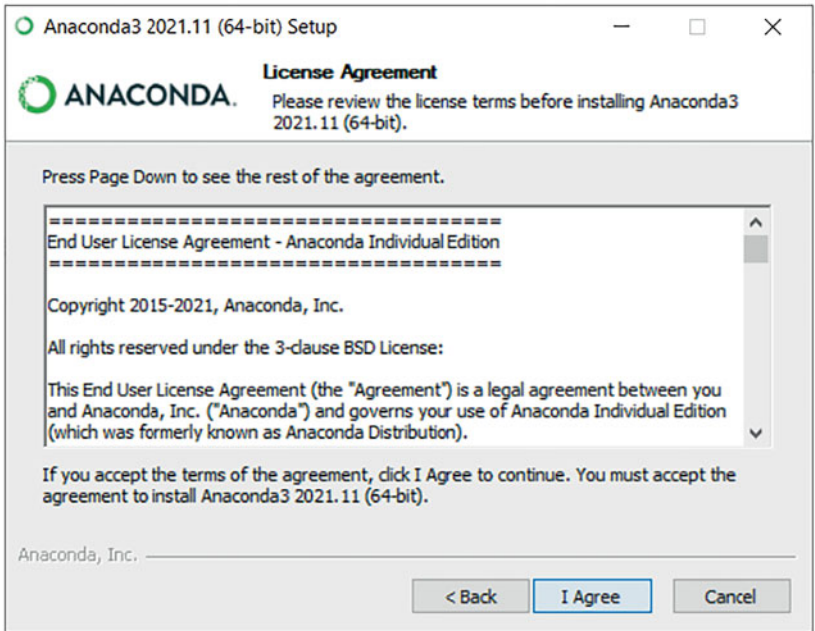 Anaconda3 2021.11 (64-bit) Setup
ANACONDA.
License Agreement
Please review the license terms before installing Anaconda3
2021.11 (64-bit).
Press Page Down to see the rest of the agreement.
===================================
End User License Agreement - Anaconda Individual Edition
===================================
Copyright 2015-2021, Anaconda, Inc.
All rights reserved under the 3-clause BSD License:
This End User License Agreement (the "Agreement") is a legal agreement between you
and Anaconda, Inc. ("Anaconda") and governs your use of Anaconda Individual Edition
(which was formerly known as Anaconda Distribution).
If you accept the terms of the agreement, click I Agree to continue. You must accept the
agreement to install Anaconda3 2021.11 (64-bit).
Anaconda, Inc.
< Back I Agree Cancel